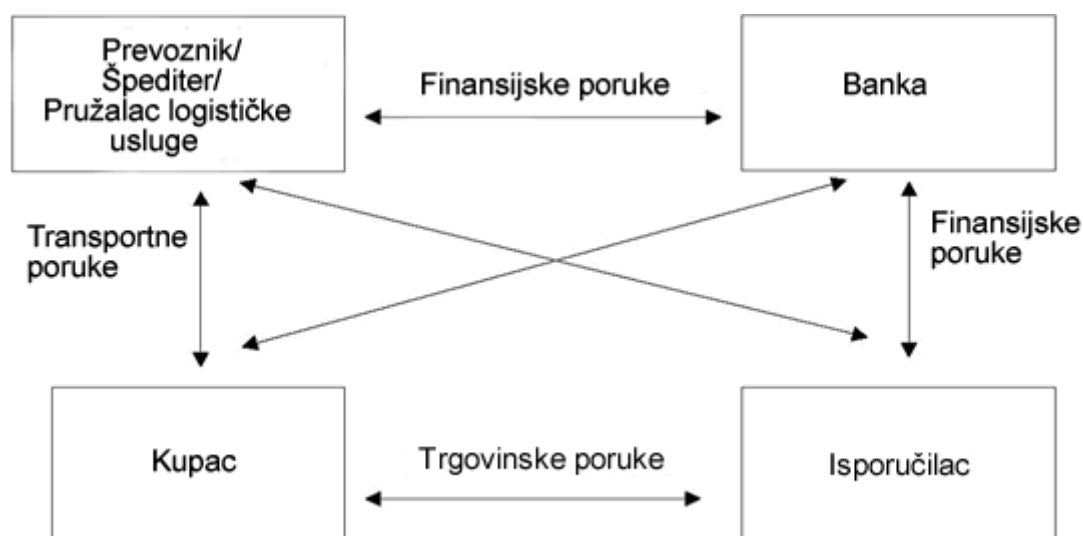 Prevoznik/
Špediter/
Pružalac logističke
usluge
Finansijske poruke
Banka
Transportne
poruke
Finansijske
poruke
Kupac
Trgovinske poruke
Isporučilac